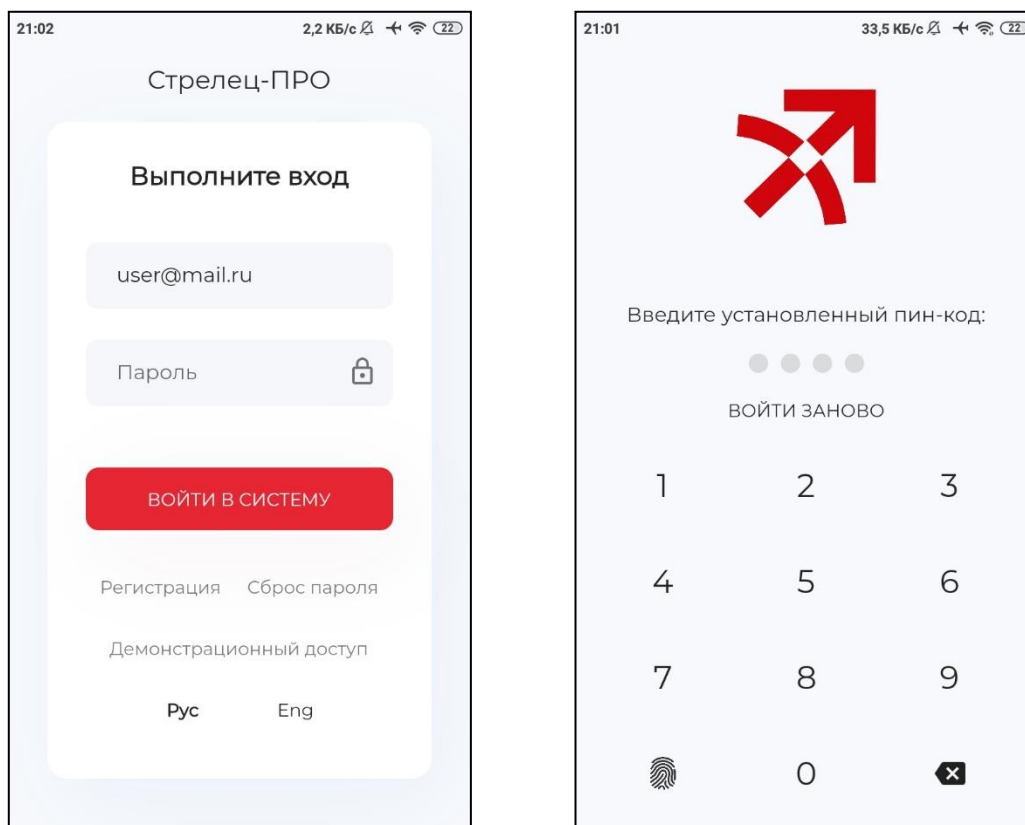 21:02 2,2 КБ/с 22
Стрелец-ПРО
Выполните вход
user@mail.ru
Пароль
ВОЙТИ В СИСТЕМУ
Регистрация Сброс пароля
Демонстрационный доступ
Рус Eng
21:01 33,5 КБ/с 22
Введите установленный пин-код:
ВОЙТИ ЗАНОВО
1 2 3
4 5 6
7 8 9
0